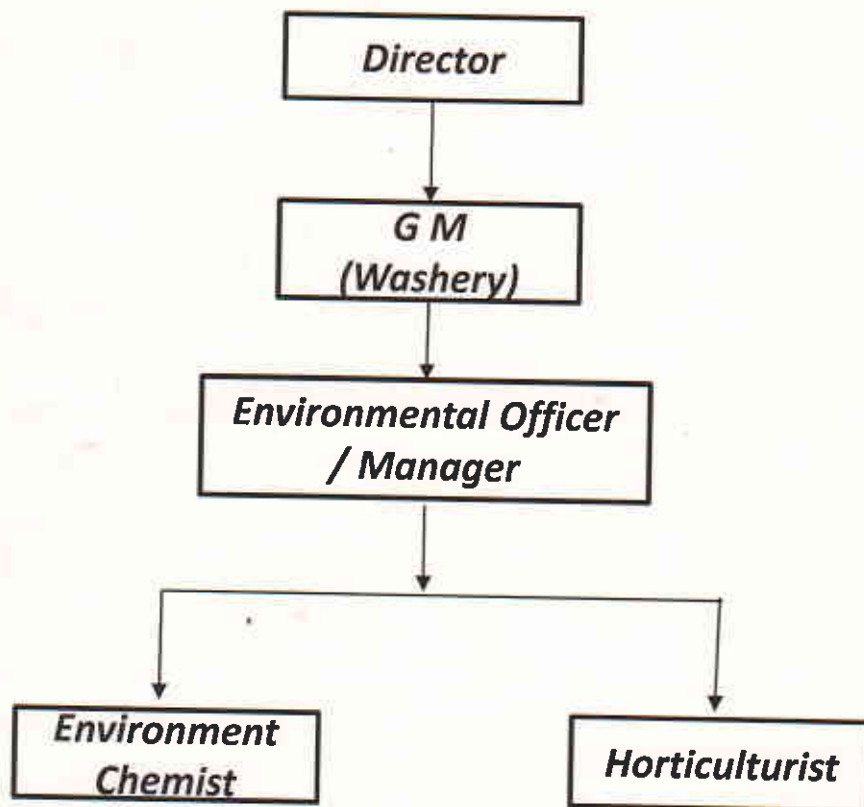 Director
G M
(Washery)
Environmental Officer
/ Manager
Environment
Chemist
Horticulturist